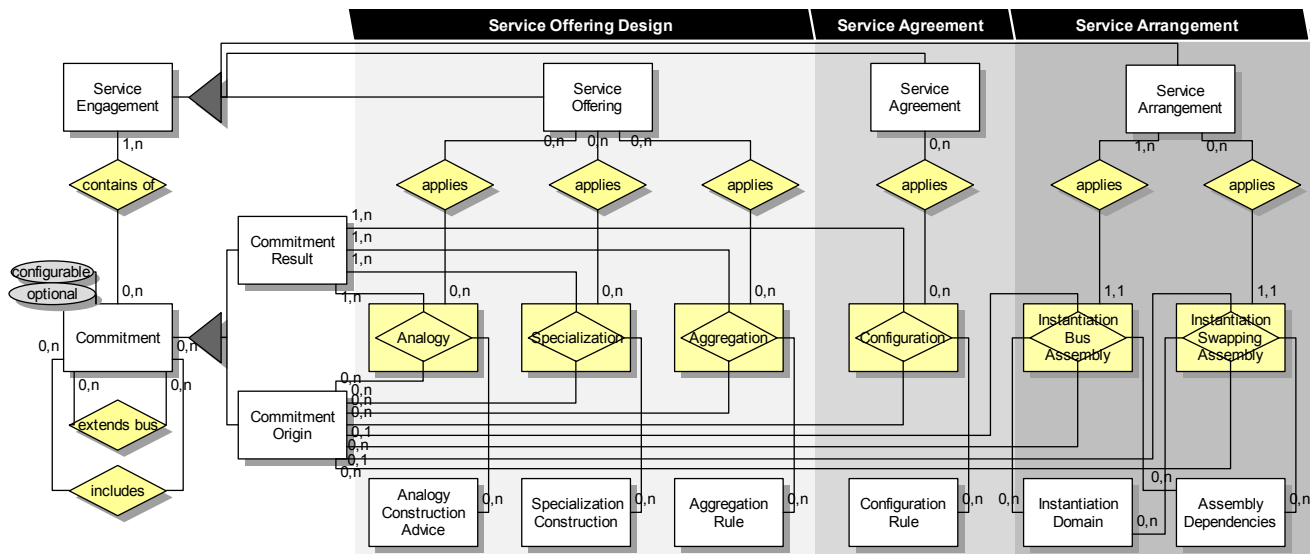 Service Offering Design
Service Agreement
Service Arrangement
Service
Engagement
Service
Offering
Service
Agreement
Service
Arrangement
1,n
0,n
0,n
0,n
0,n
1,n
0,n
contains of
applies
applies
applies
applies
applies
applies
Commitment
Result
1,n
1,n
1,n
1,n
configurable
optional
0,n
0,n
0,n
0,n
0,n
1,1
1,1
Commitment
0,n
0,n
0,n
0,n
Analogy
Specialization
Aggregation
Configuration
Instantiation
Bus
Assembly
Instantiation
Swapping
Assembly
extends bus
includes
Commitment
Origin
0,n
0,n
0,n
0,n
0,1
0,n
0,1
0,n
Analogy
Construction
Advice
0,n
Specialization
Construction
0,n
Aggregation
Rule
0,n
Configuration
Rule
0,n
Instantiation
Domain
0,n
0,n
0,n
Assembly
Dependencies
0,n